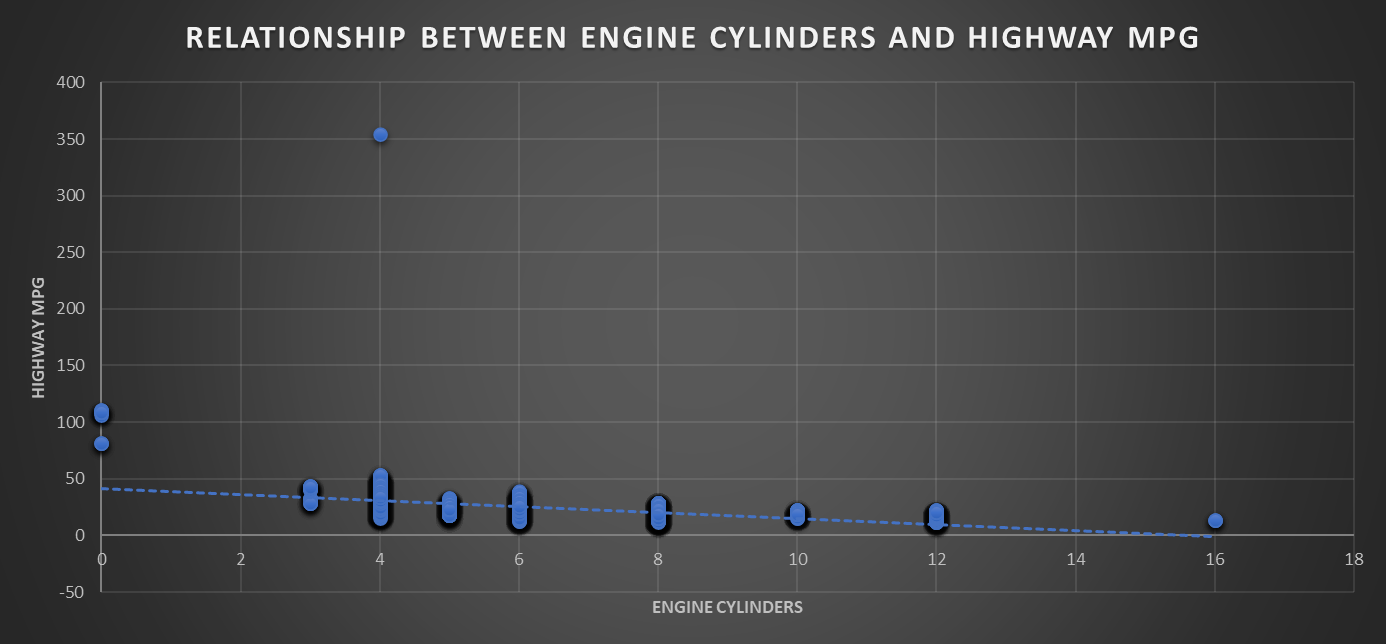 RELATIONSHIP BETWEEN ENGINE CYLINDERS AND HIGHWAY MPG
400
350
300
250
200
150
100
50
0
-50
HIGHWAY MPG
0 2 4 6 8 10 12 14 16 18
ENGINE CYLINDERS